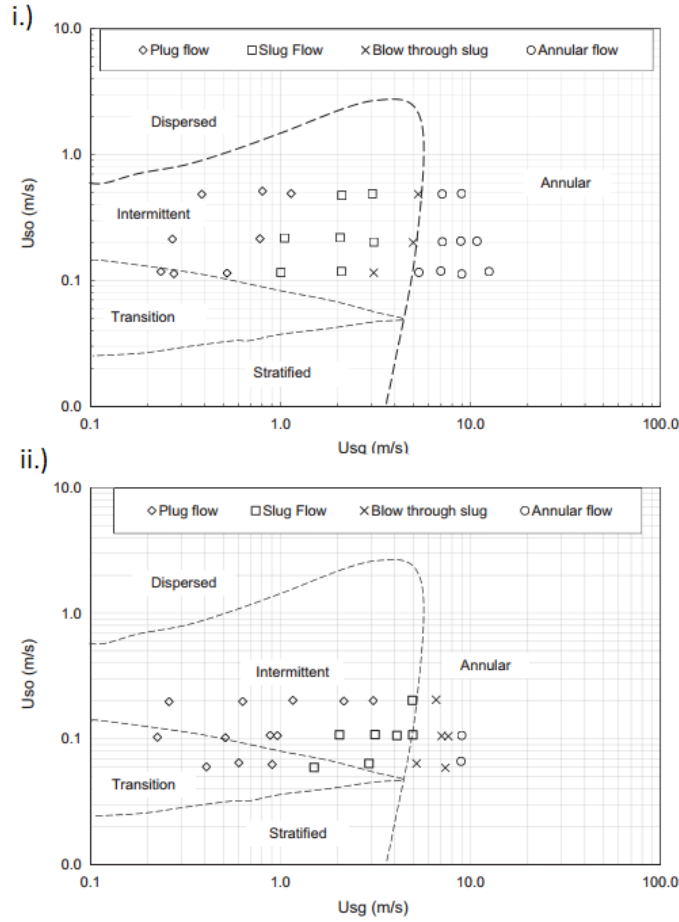 i.)
10.0
Plug flow Slug Flow Blow through slug Annular flow
Dispersed
1.0
Annular
Uso (m/s)
Intermittent
0.1
Transition
Stratified
0.0
0.1 1.0 10.0 100.0
Usg (m/s)
ii.)
10.0
Plug flow Slug Flow Blow through slug Annular flow
Dispersed
1.0
Uso (m/s)
Intermittent Annular
0.1
Transition
Stratified
0.0
0.1 1.0 10.0 100.0
Usg (m/s)